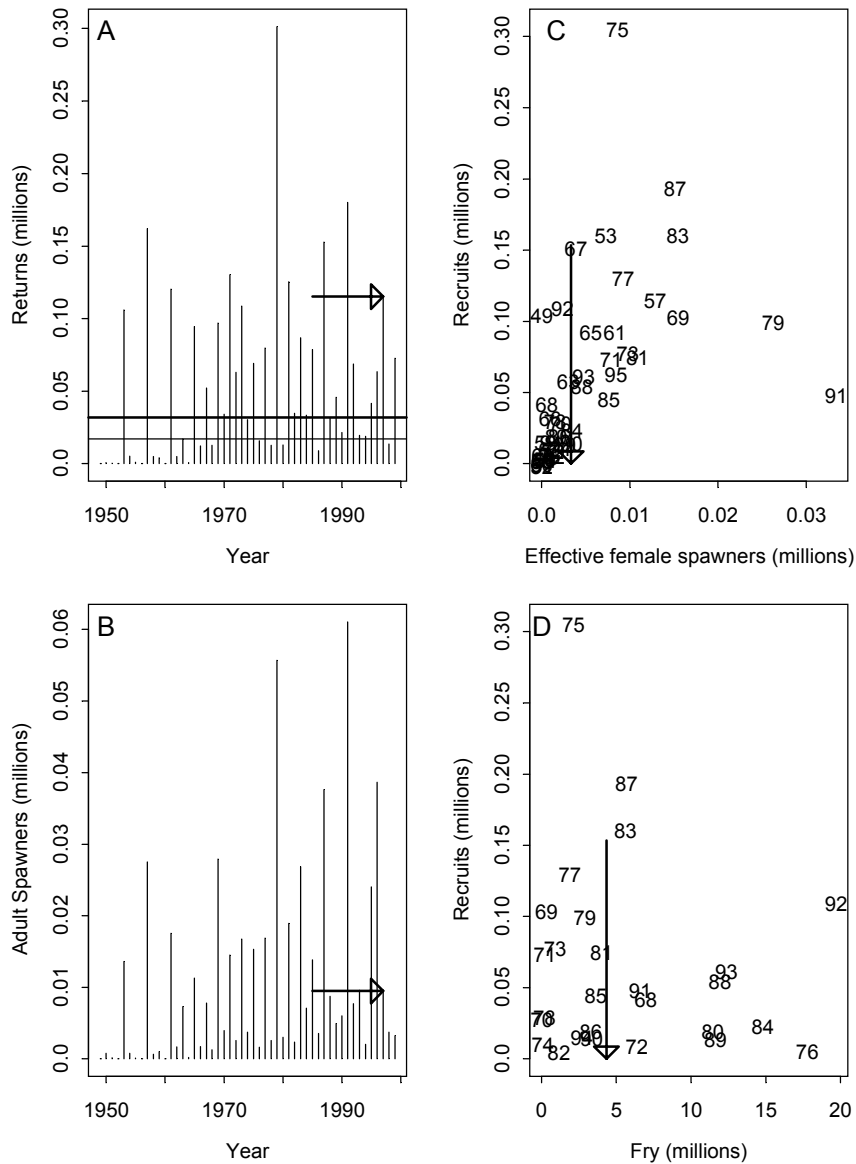 A
Returns (millions)
0.0 0.05 0.10 0.15 0.20 0.25 0.30
1950 1970 1990
Year
C
Recruits (millions)
0.0 0.05 0.10 0.15 0.20 0.25 0.30
75
87
53 83
67
77
57
49 92 69 79
65 61
73
71 81
93 95
63 88
85 91
68
0.0 0.01 0.02 0.03
Effective female spawners (millions)
B
Adult Spawners (millions)
0.0 0.01 0.02 0.03 0.04 0.05 0.06
1950 1970 1990
Year
D
Recruits (millions)
0.0 0.05 0.10 0.15 0.20 0.25 0.30
75
87
83
77
92
69 79
73
71 81
93
88
91
85 68
78
70
86 80 84
94 90 89
74 72
82 76
0 5 10 15 20
Fry (millions)